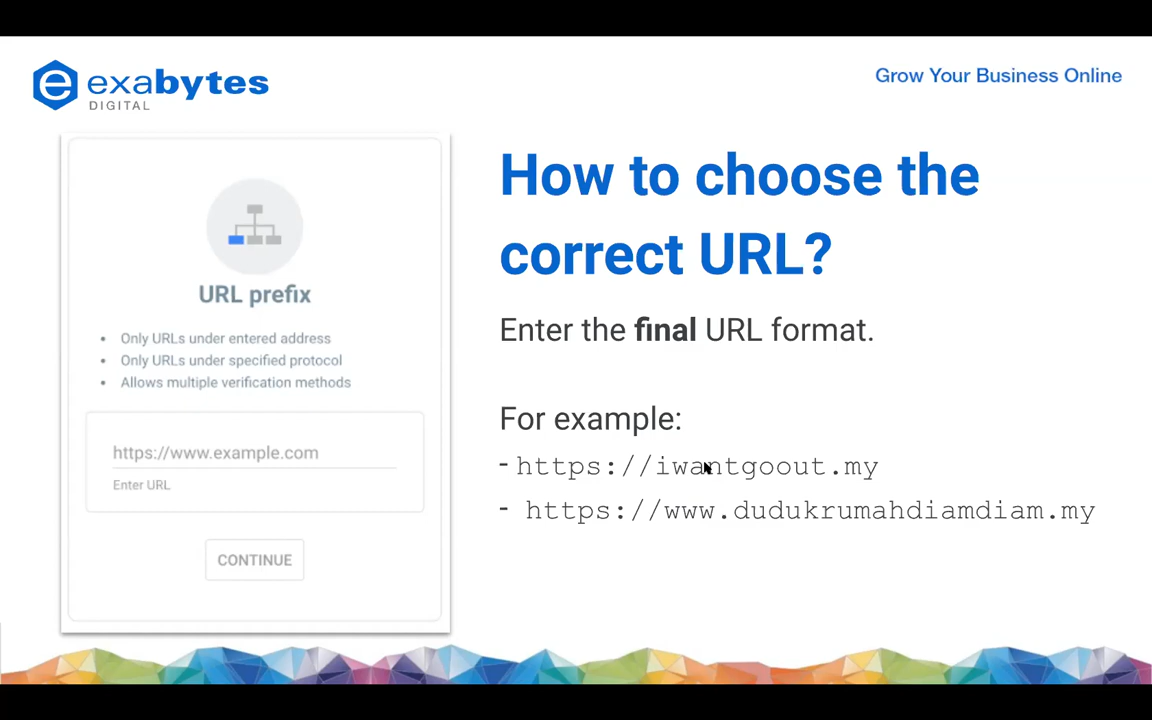 exabytes
DIGITAL
Grow Your Business Online
URL prefix
• Only URLs under entered address
• Only URLs under specified protocol
• Allows multiple verification methods
https://www.example.com
Enter URL
CONTINUE
How to choose the
correct URL?
Enter the final URL format.
For example:
- https://iwantgoout.my
- https://www.dudukrumahdiamdiam.my